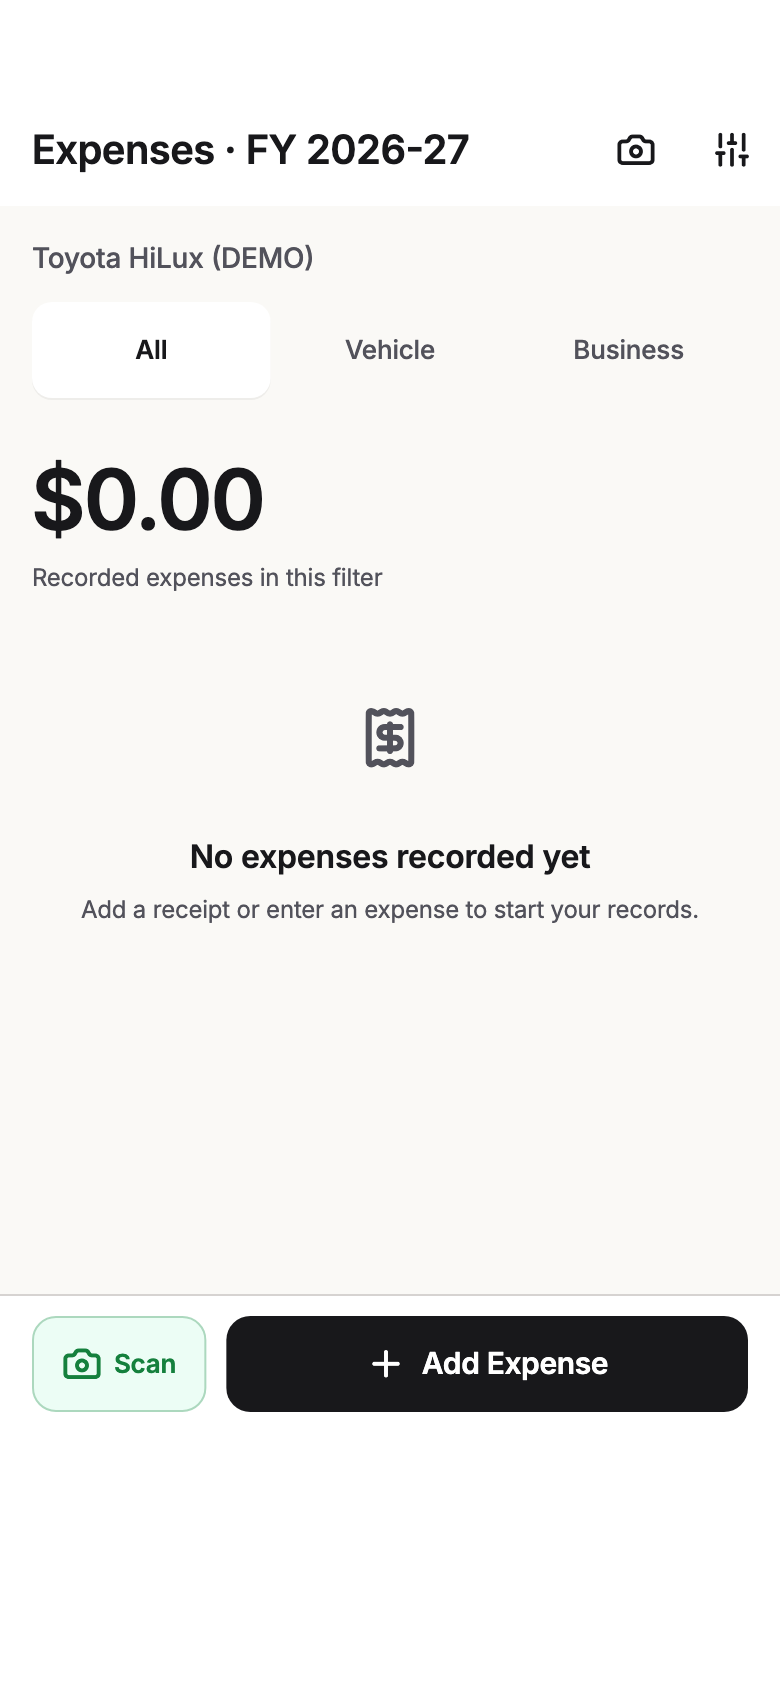 Expenses · FY 2026-27
Toyota HiLux (DEMO)
All Vehicle Business
$0.00
Recorded expenses in this filter
No expenses recorded yet
Add a receipt or enter an expense to start your records.
Scan Add Expense